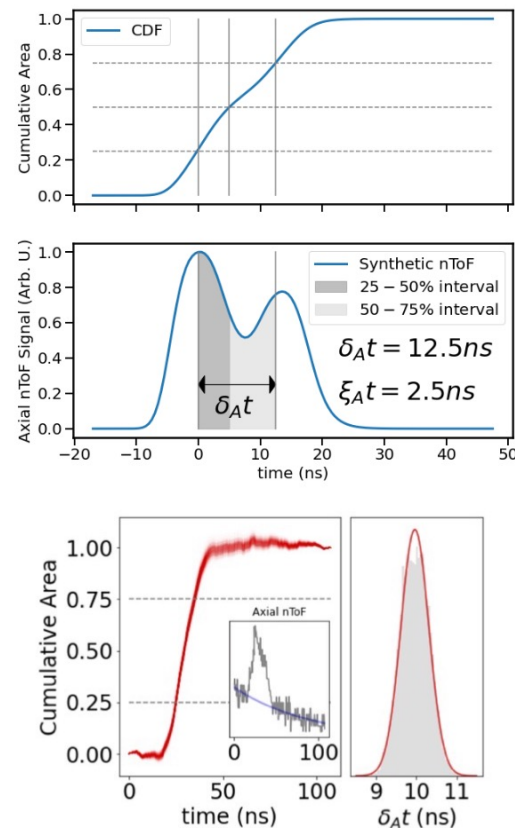 CDF
Cumulative Area
1.0
0.8
0.6
0.4
0.2
0.0
Synthetic nToF
25 − 50% interval
50 − 75% interval
δ_A t = 12.5ns
ξ_A t = 2.5ns
δ_A t
Axial nToF Signal (Arb. U.)
1.0
0.8
0.6
0.4
0.2
0.0
−20 −10 0 10 20 30 40 50
time (ns)
Cumulative Area
1.00
0.75
0.50
0.25
0.00
Axial nToF
0 100
0 50 100
time (ns)
9 10 11
δ_A t (ns)